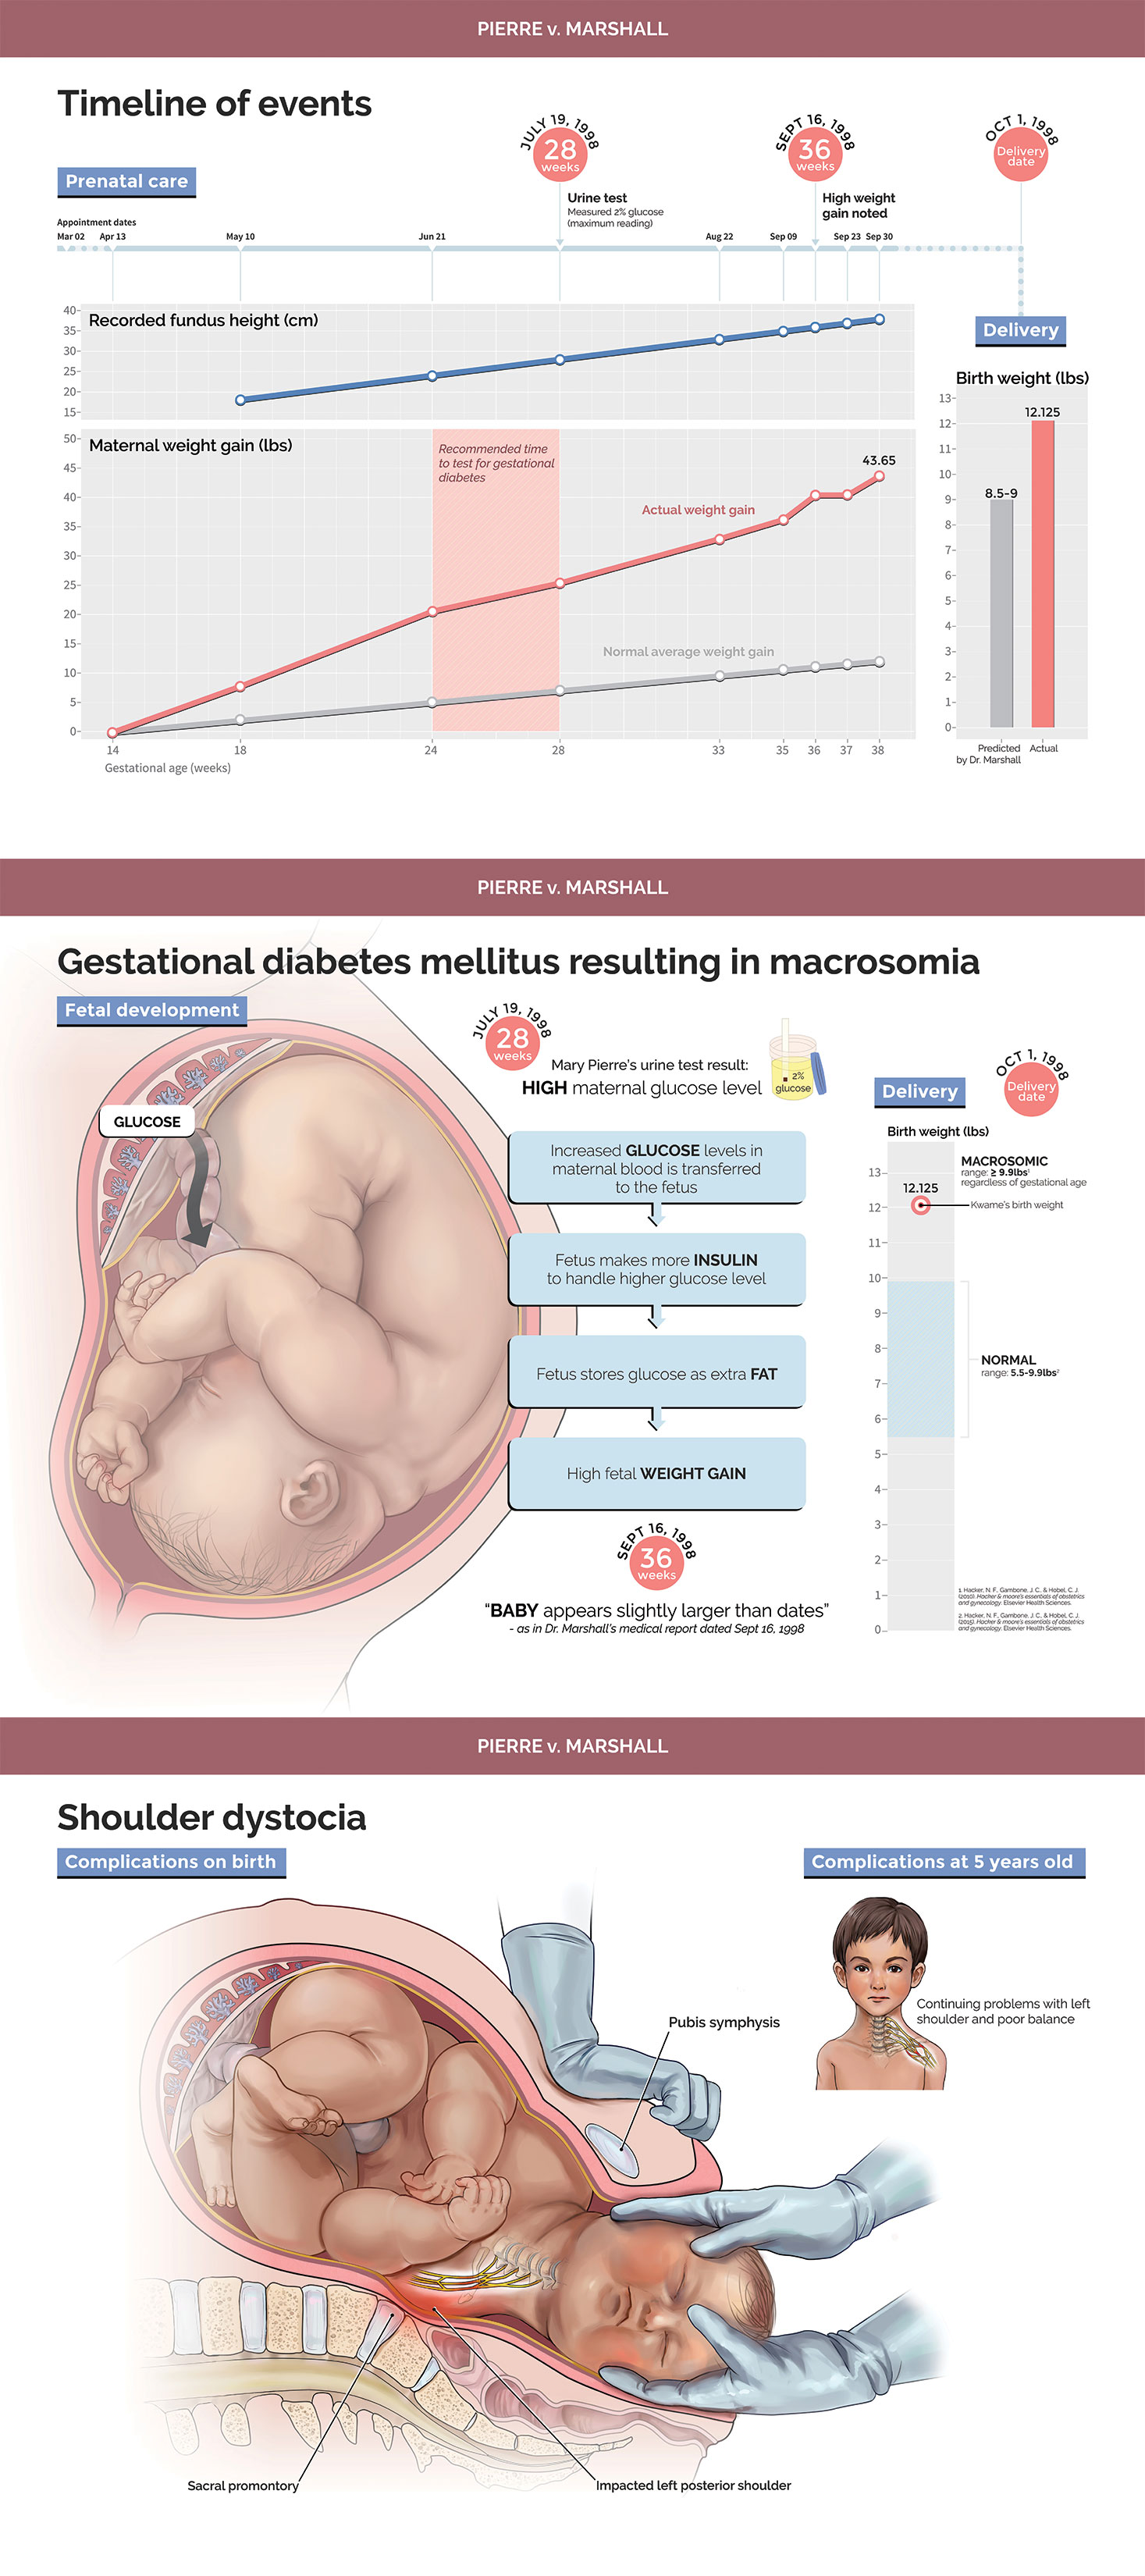 PIERRE v. MARSHALL
Timeline of events
Prenatal care
JULY 19, 1998
28
weeks
Urine test
Measured 2% glucose
(maximum reading)
SEPT 16, 1998
36
weeks
High weight
gain noted
OCT 1, 1998
Delivery
date
Appointment dates
Mar 02 Apr 13 May 10 Jun 21 Aug 22 Sep 09 Sep 23 Sep 30
Recorded fundus height (cm)
40
35
30
25
20
15
Maternal weight gain (lbs)
50
45
40
35
30
25
20
15
10
5
0
Recommended time
to test for gestational
diabetes
43.65
Actual weight gain
Normal average weight gain
14 18 24 28 33 35 36 37 38
Gestational age (weeks)
Delivery
Birth weight (lbs)
13
12
11
10
9
8
7
6
5
4
3
2
1
0
12.125
8.5-9
Predicted
by Dr. Marshall
Actual
PIERRE v. MARSHALL
Gestational diabetes mellitus resulting in macrosomia
Fetal development
GLUCOSE
JULY 19, 1998
28
weeks
Mary Pierre's urine test result:
HIGH maternal glucose level
2%
glucose
Increased GLUCOSE levels in
maternal blood is transferred
to the fetus
Fetus makes more INSULIN
to handle higher glucose level
Fetus stores glucose as extra FAT
High fetal WEIGHT GAIN
SEPT 16, 1998
36
weeks
“BABY appears slightly larger than dates”
- as in Dr. Marshall's medical report dated Sept 16, 1998
Delivery
OCT 1, 1998
Delivery
date
Birth weight (lbs)
13
12
11
10
9
8
7
6
5
4
3
2
1
0
12.125
MACROSOMIC
range: ≥ 9.9lbs¹
regardless of gestational age
Kwame's birth weight
NORMAL
range: 5.5-9.9lbs²
1. Hacker, N. F., Gambone, J. C., & Hobel, C. J.
(2010). Hacker & moore's essentials of obstetrics
and gynecology. Elsevier Health Sciences.
2. Hacker, N. F., Gambone, J. C., & Hobel, C. J.
(2015). Hacker & moore's essentials of obstetrics
and gynecology. Elsevier Health Sciences.
PIERRE v. MARSHALL
Shoulder dystocia
Complications on birth
Complications at 5 years old
Pubis symphysis
Continuing problems with left
shoulder and poor balance
Sacral promontory
Impacted left posterior shoulder